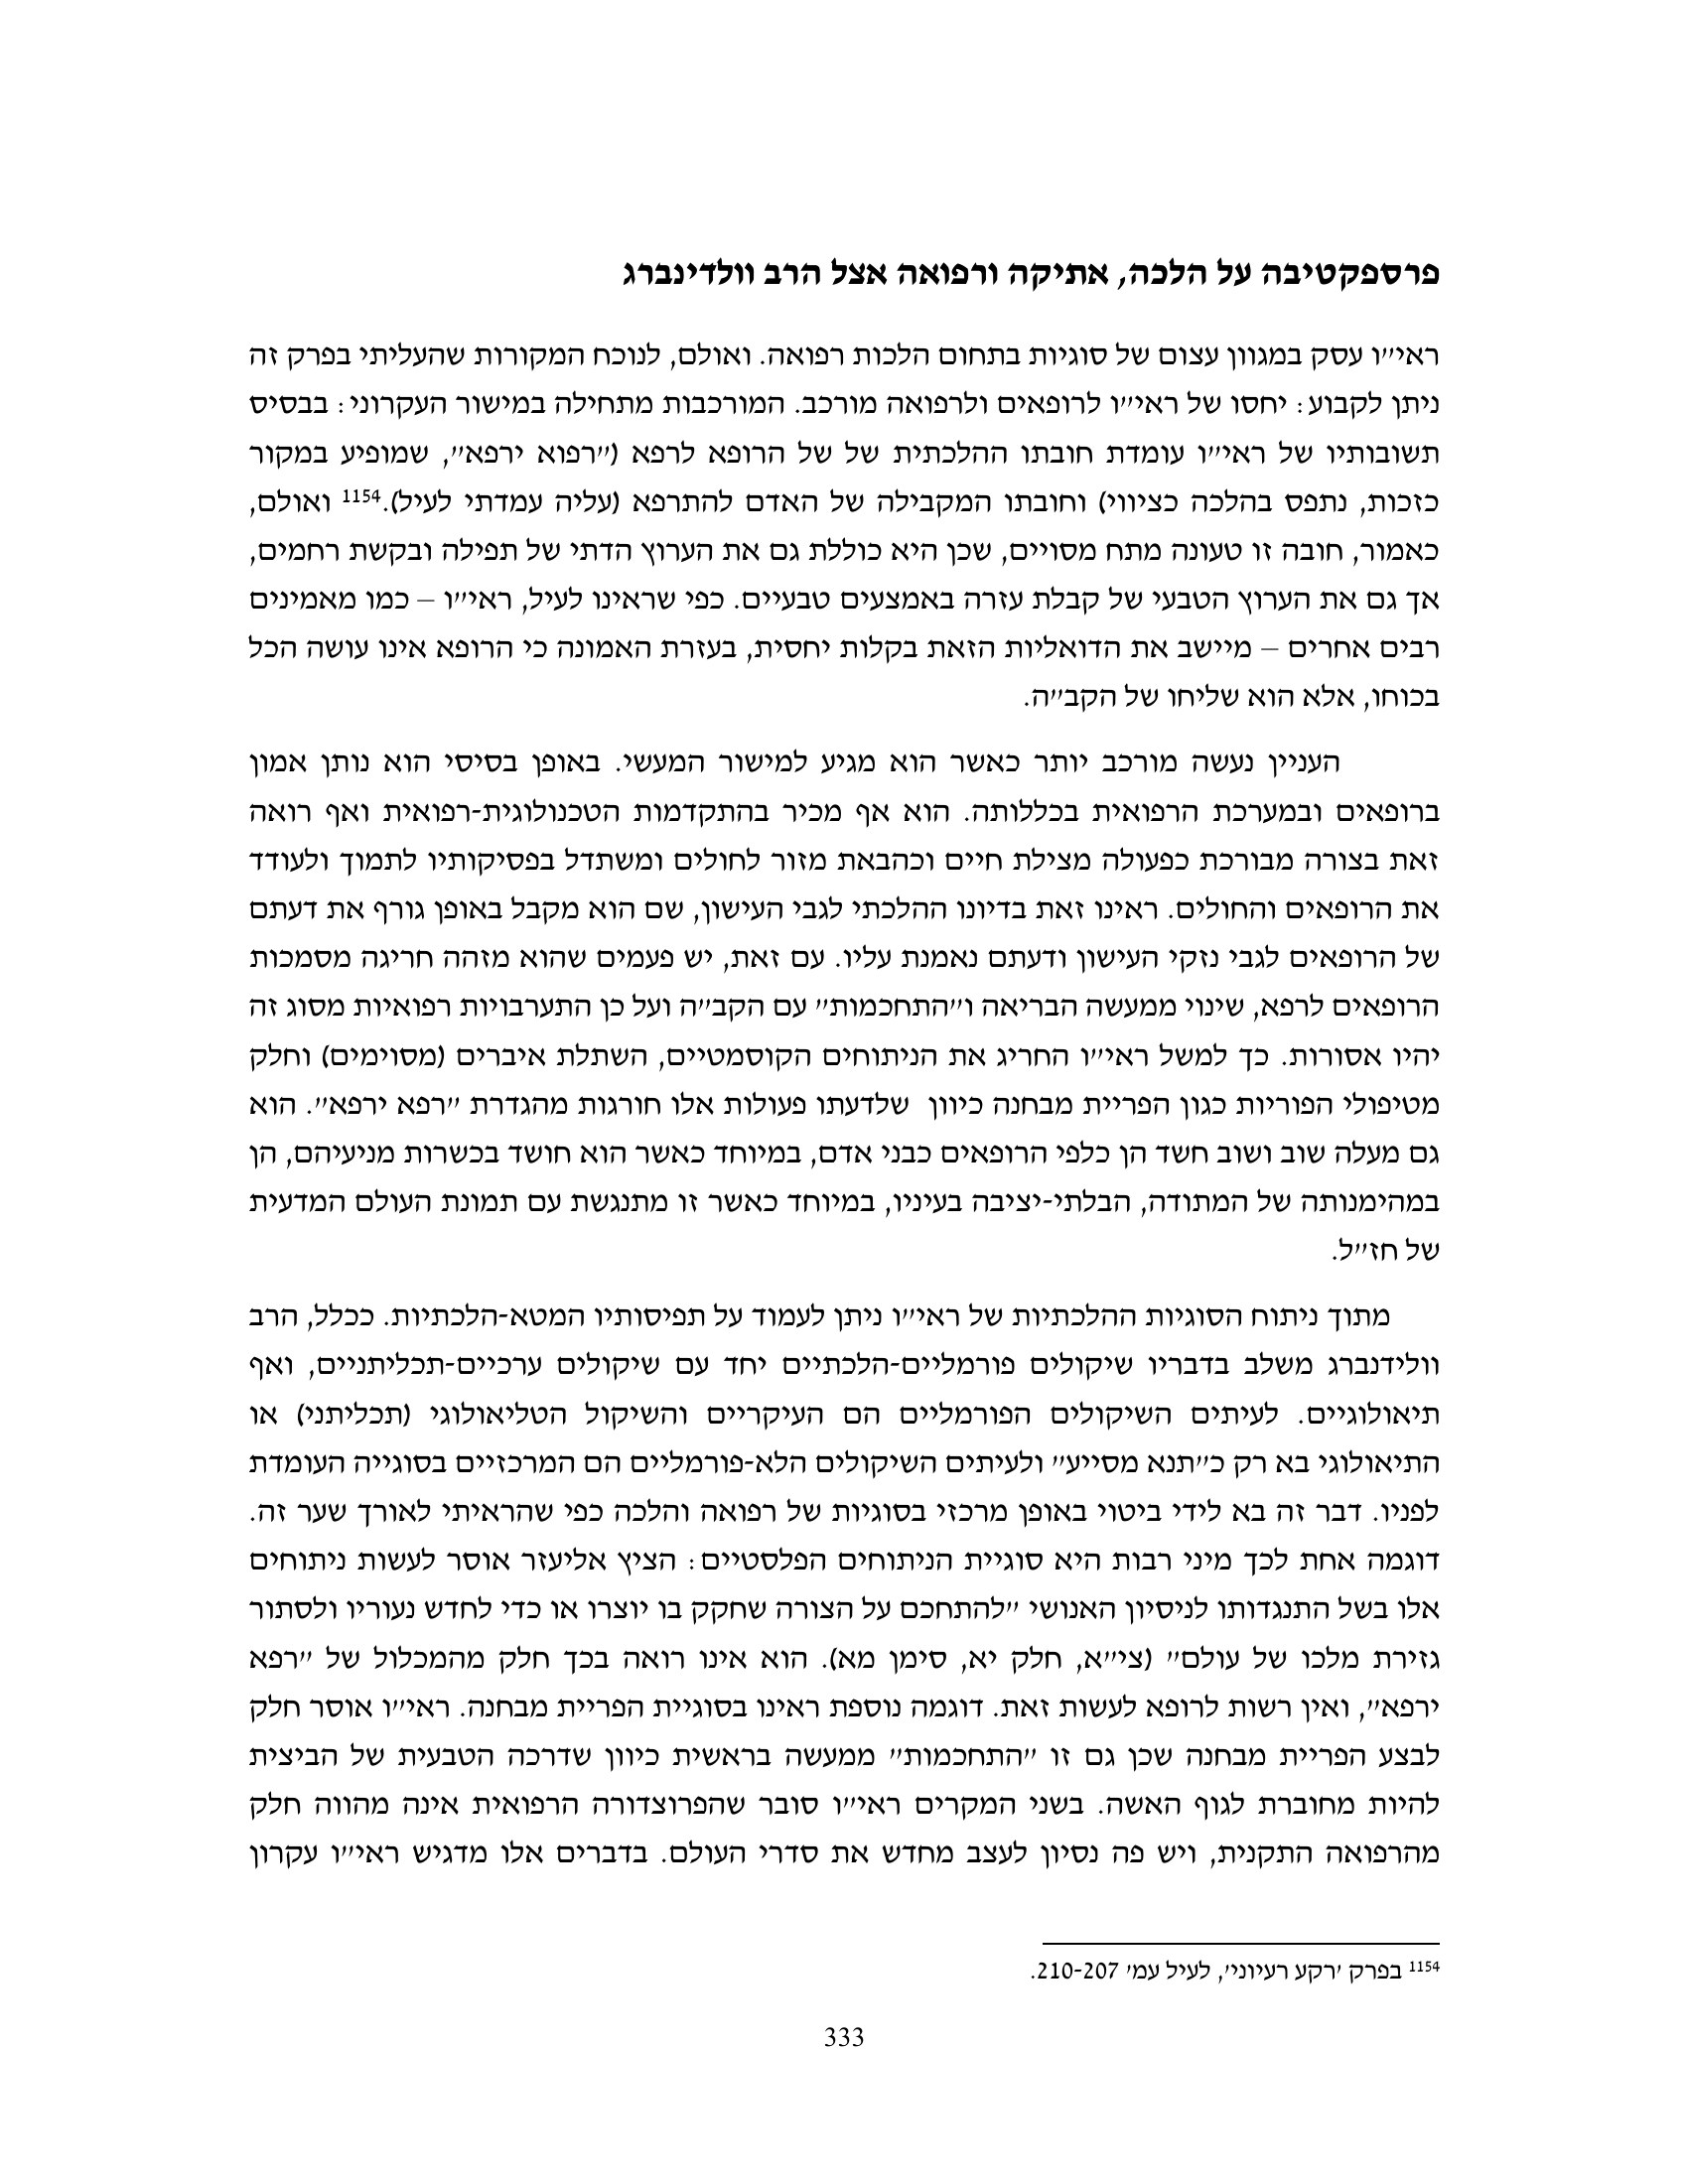 פרספקטיבה על הלכה, אתיקה ורפואה אצל הרב וולדינברג
ראי״ו עסק במגוון עצום של סוגיות בתחום הלכות רפואה. ואולם, לנוכח המקורות שהעליתי בפרק זה
ניתן לקבוע: יחסו של ראי״ו לרופאים ולרפואה מורכב. המורכבות מתחילה במישור העקרוני: בבסיס
תשובותיו של ראי״ו עומדת חובתו ההלכתית של של הרופא לרפא (״רפוא ירפא״, שמופיע במקור
כזכות, נתפס בהלכה כציווי) וחובתו המקבילה של האדם להתרפא (עליה עמדתי לעיל).1154 ואולם,
כאמור, חובה זו טעונה מתח מסויים, שכן היא כוללת גם את הערוץ הדתי של תפילה ובקשת רחמים,
אך גם את הערוץ הטבעי של קבלת עזרה באמצעים טבעיים. כפי שראינו לעיל, ראי״ו – כמו מאמינים
רבים אחרים – מיישב את הדואליות הזאת בקלות יחסית, בעזרת האמונה כי הרופא אינו עושה הכל
בכוחו, אלא הוא שליחו של הקב״ה.
העניין נעשה מורכב יותר כאשר הוא מגיע למישור המעשי. באופן בסיסי הוא נותן אמון
ברופאים ובמערכת הרפואית בכללותה. הוא אף מכיר בהתקדמות הטכנולוגית-רפואית ואף רואה
זאת בצורה מבורכת כפעולה מצילת חיים וכהבאת מזור לחולים ומשתדל בפסיקותיו לתמוך ולעודד
את הרופאים והחולים. ראינו זאת בדיונו ההלכתי לגבי העישון, שם הוא מקבל באופן גורף את דעתם
של הרופאים לגבי נזקי העישון ודעתם נאמנת עליו. עם זאת, יש פעמים שהוא מזהה חריגה מסמכות
הרופאים לרפא, שינוי ממעשה הבריאה ו״התחכמות״ עם הקב״ה ועל כן התערבויות רפואיות מסוג זה
יהיו אסורות. כך למשל ראי״ו החריג את הניתוחים הקוסמטיים, השתלת איברים (מסוימים) וחלק
מטיפולי הפוריות כגון הפריית מבחנה כיוון  שלדעתו פעולות אלו חורגות מהגדרת ״רפא ירפא״. הוא
גם מעלה שוב ושוב חשד הן כלפי הרופאים כבני אדם, במיוחד כאשר הוא חושד בכשרות מניעיהם, הן
במהימנותה של המתודה, הבלתי-יציבה בעיניו, במיוחד כאשר זו מתנגשת עם תמונת העולם המדעית
של חז״ל.
מתוך ניתוח הסוגיות ההלכתיות של ראי״ו ניתן לעמוד על תפיסותיו המטא-הלכתיות. ככלל, הרב
וולידנברג משלב בדבריו שיקולים פורמליים-הלכתיים יחד עם שיקולים ערכיים-תכליתניים, ואף
תיאולוגיים. לעיתים השיקולים הפורמליים הם העיקריים והשיקול הטליאולוגי (תכליתני) או
התיאולוגי בא רק כ״תנא מסייע״ ולעיתים השיקולים הלא-פורמליים הם המרכזיים בסוגייה העומדת
לפניו. דבר זה בא לידי ביטוי באופן מרכזי בסוגיות של רפואה והלכה כפי שהראיתי לאורך שער זה.
דוגמה אחת לכך מיני רבות היא סוגיית הניתוחים הפלסטיים: הציץ אליעזר אוסר לעשות ניתוחים
אלו בשל התנגדותו לניסיון האנושי ״להתחכם על הצורה שחקק בו יוצרו או כדי לחדש נעוריו ולסתור
גזירת מלכו של עולם״ (צי״א, חלק יא, סימן מא). הוא אינו רואה בכך חלק מהמכלול של ״רפא
ירפא״, ואין רשות לרופא לעשות זאת. דוגמה נוספת ראינו בסוגיית הפריית מבחנה. ראי״ו אוסר חלק
לבצע הפריית מבחנה שכן גם זו ״התחכמות״ ממעשה בראשית כיוון שדרכה הטבעית של הביצית
להיות מחוברת לגוף האשה. בשני המקרים ראי״ו סובר שהפרוצדורה הרפואית אינה מהווה חלק
מהרפואה התקנית, ויש פה נסיון לעצב מחדש את סדרי העולם. בדברים אלו מדגיש ראי״ו עקרון
1154 בפרק ׳רקע רעיוני׳, לעיל עמ׳ 210-207.
333